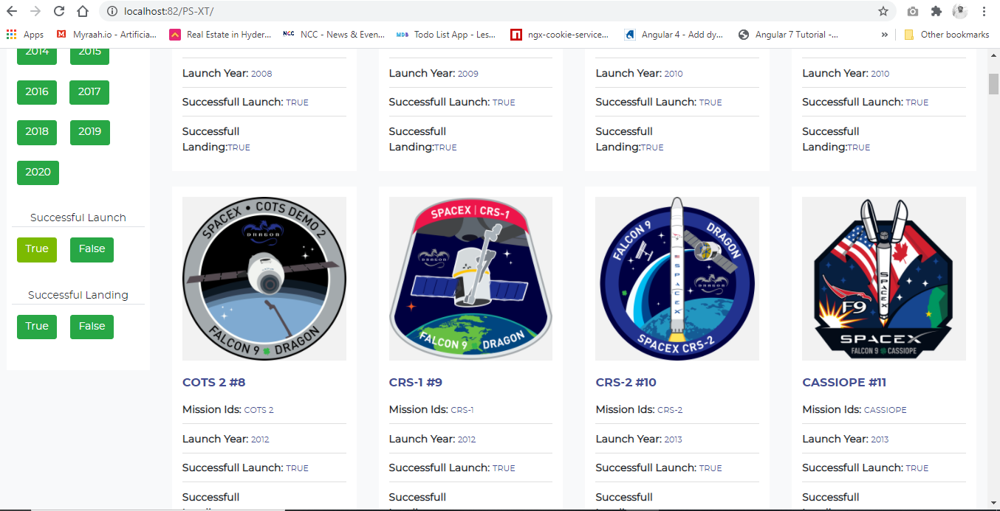 localhost:82/PS-XT/
Apps
Myraah.io - Artificia...
Real Estate in Hyder...
NCC NCC - News & Even...
MDB Todo List App - Les...
ngx-cookie-service...
Angular 4 - Add dy...
Angular 7 Tutorial -...
»
Other bookmarks
2014 2015
2016 2017
2018 2019
2020
Successful Launch
True False
Successful Landing
True False
Launch Year: 2008
Successfull Launch: TRUE
Successfull
Landing:TRUE
Launch Year: 2009
Successfull Launch: TRUE
Successfull
Landing:TRUE
Launch Year: 2010
Successfull Launch: TRUE
Successfull
Landing:TRUE
Launch Year: 2010
Successfull Launch: TRUE
Successfull
Landing:TRUE
SPACEX • COTS DEMO 2
DRAGON
FALCON 9 DRAGON
COTS 2 #8
Mission Ids: COTS 2
Launch Year: 2012
Successfull Launch: TRUE
Successfull
SPACEX | CRS-1
DRAGON
FALCON 9 DRAGON
CRS-1 #9
Mission Ids: CRS-1
Launch Year: 2012
Successfull Launch: TRUE
Successfull
FALCON 9 DRAGON
SPACEX
DRAGON
SPACEX CRS-2
CRS-2 #10
Mission Ids: CRS-2
Launch Year: 2013
Successfull Launch: TRUE
Successfull
SPACEX
F9
SPACEX
FALCON 9 CASSIOPE
CASSIOPE #11
Mission Ids: CASSIOPE
Launch Year: 2013
Successfull Launch: TRUE
Successfull